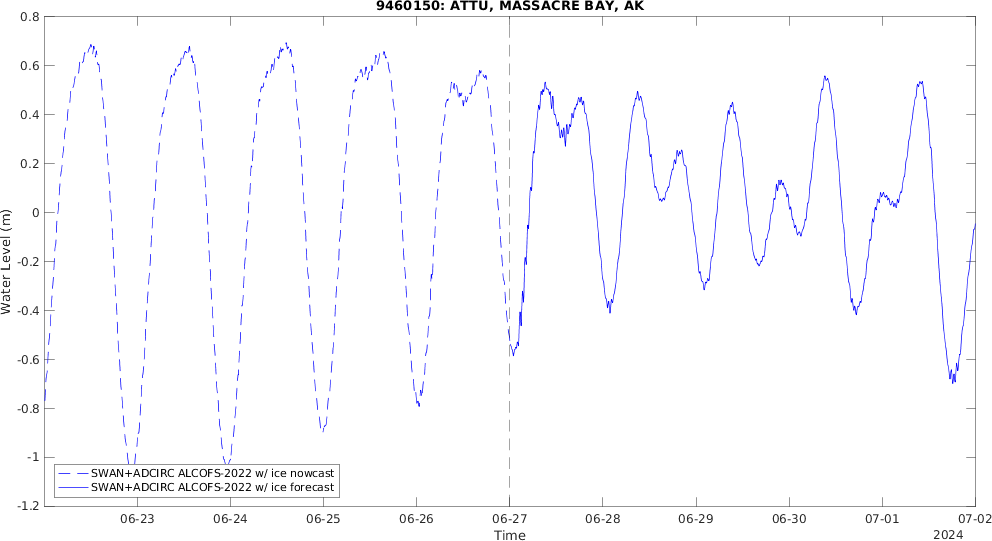 9460150: ATTU, MASSACRE BAY, AK
0.8
0.6
0.4
0.2
0
-0.2
-0.4
-0.6
-0.8
-1
-1.2
Water Level (m)
SWAN+ADCIRC ALCOFS-2022 w/ ice nowcast
SWAN+ADCIRC ALCOFS-2022 w/ ice forecast
06-23 06-24 06-25 06-26 06-27 06-28 06-29 06-30 07-01 07-02
Time
2024